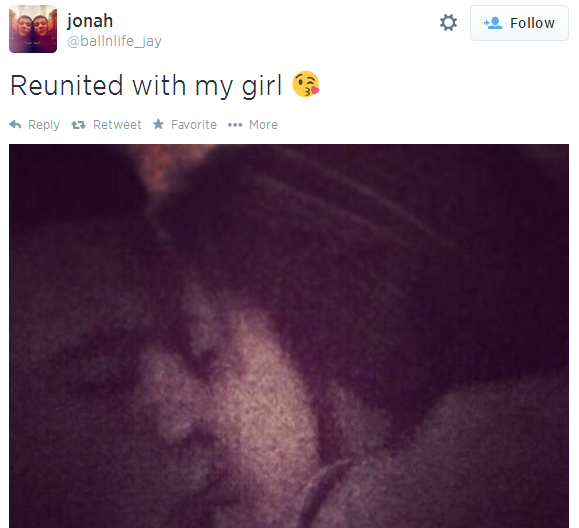 jonah
@ballnlife_jay
Follow
Reunited with my girl 😘
Reply Retweet Favorite More